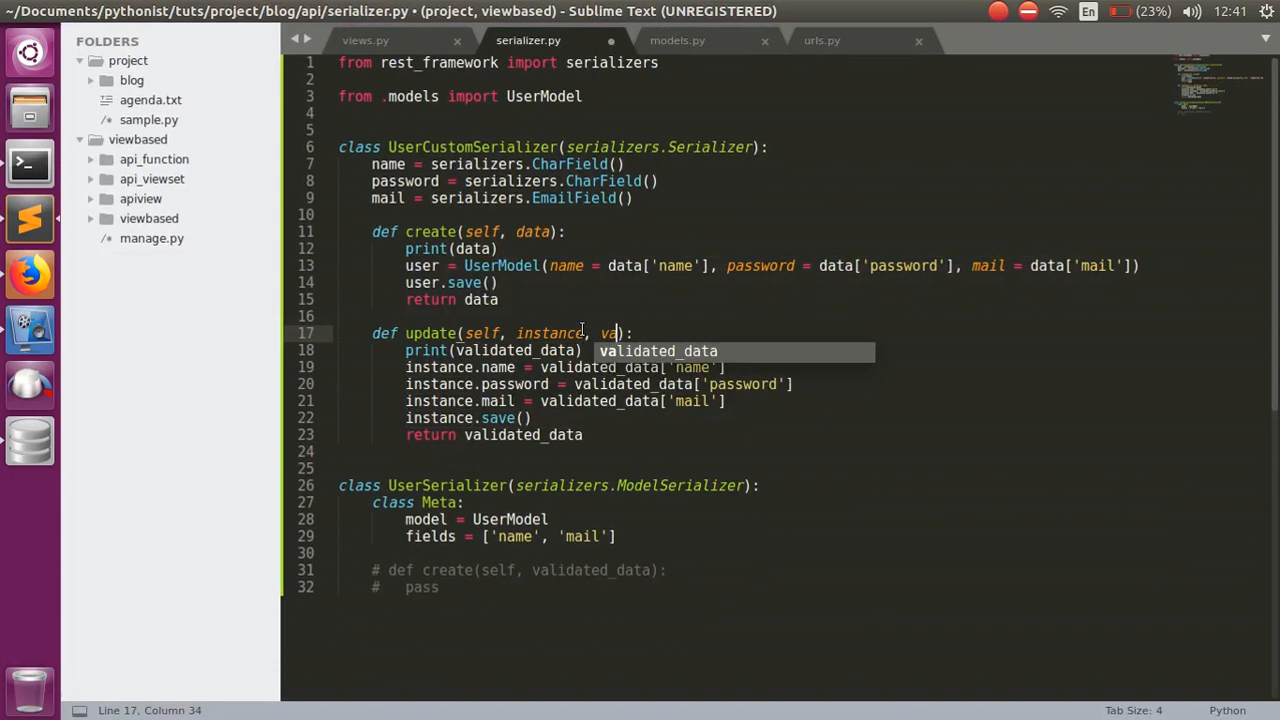 ~/Documents/pythonist/tuts/project/blog/api/serializer.py • (project, viewbased) - Sublime Text (UNREGISTERED)
En (23%) 12:41
FOLDERS
project
blog
agenda.txt
sample.py
viewbased
api_function
api_viewset
apiview
viewbased
manage.py
views.py × serializer.py ● models.py × urls.py ×
1 from rest_framework import serializers
2
3 from .models import UserModel
4
5
6 class UserCustomSerializer(serializers.Serializer):
7 name = serializers.CharField()
8 password = serializers.CharField()
9 mail = serializers.EmailField()
10
11 def create(self, data):
12 print(data)
13 user = UserModel(name = data['name'], password = data['password'], mail = data['mail'])
14 user.save()
15 return data
16
17 def update(self, instance, va):
18 print(validated_data) validated_data
19 instance.name = validated_data['name']
20 instance.password = validated_data['password']
21 instance.mail = validated_data['mail']
22 instance.save()
23 return validated_data
24
25
26 class UserSerializer(serializers.ModelSerializer):
27 class Meta:
28 model = UserModel
29 fields = ['name', 'mail']
30
31 # def create(self, validated_data):
32 # pass
Line 17, Column 34 Tab Size: 4 Python